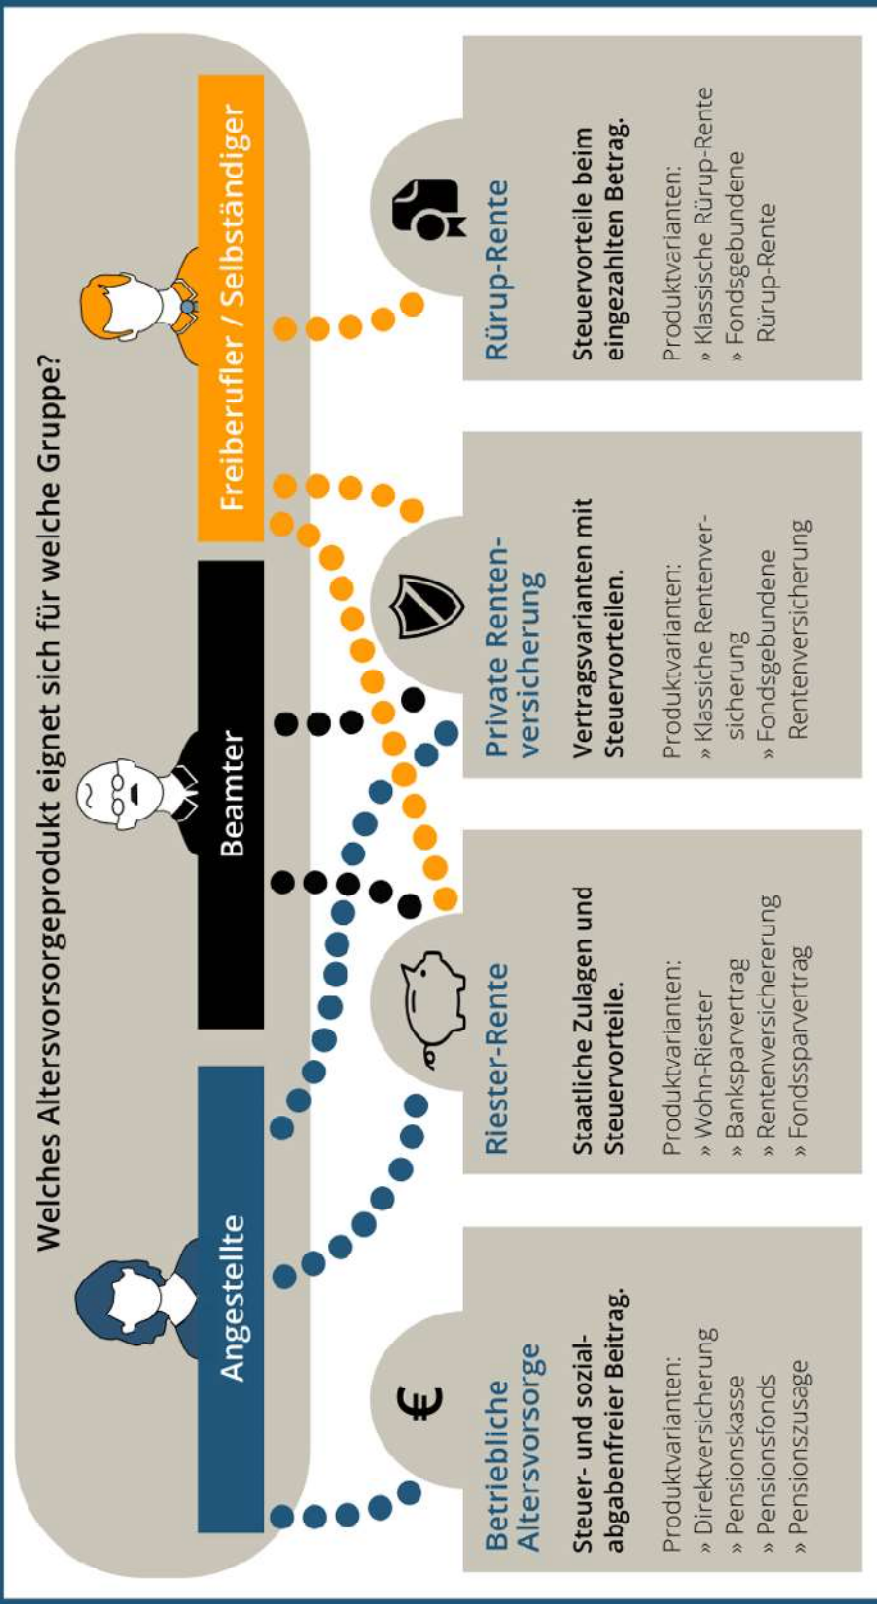 Welches Altersvorsorgeprodukt eignet sich für welche Gruppe?
Angestellte
Beamter
Freiberufler / Selbständiger
€
Betriebliche
Altersvorsorge
Steuer- und sozial-
abgabenfreier Beitrag.
Produktvarianten:
» Direktversicherung
» Pensionskasse
» Pensionsfonds
» Pensionszusage
Riester-Rente
Staatliche Zulagen und
Steuervorteile.
Produktvarianten:
» Wohn-Riester
» Banksparvertrag
» Rentenversichererung
» Fondssparvertrag
Private Renten-
versicherung
Vertragsvarianten mit
Steuervorteilen.
Produktvarianten:
» Klassiche Rentenver-
sicherung
» Fondsgebundene
Rentenversicherung
Rürup-Rente
Steuervorteile beim
eingezahlten Betrag.
Produktvarianten:
» Klassische Rürup-Rente
» Fondsgebundene
Rürup-Rente